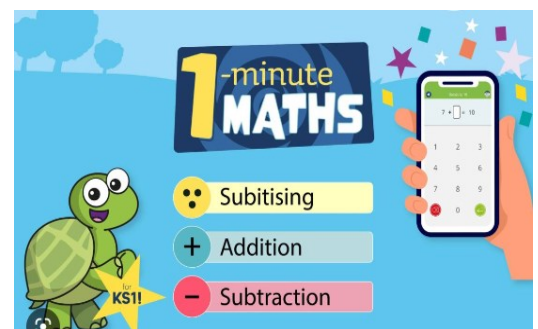 1-minute
MATHS
7 + = 10
1 2 3
4 5 6
7 8 9
0
Subitising
+ Addition
- Subtraction
for
KS1!